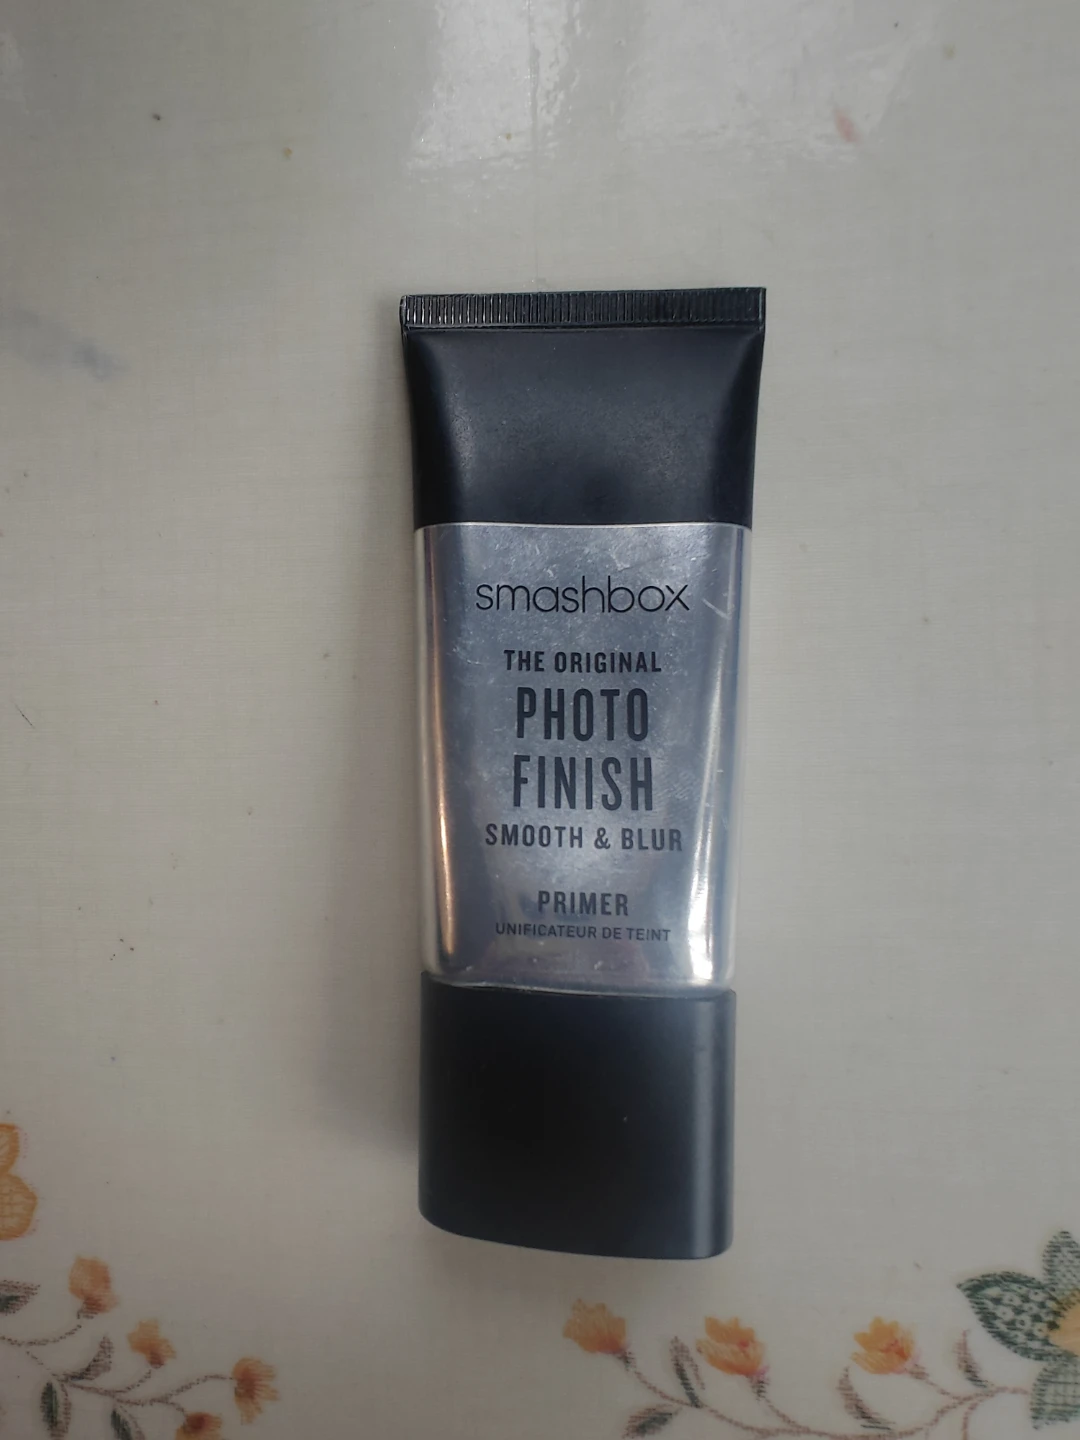 smashbox
THE ORIGINAL
PHOTO
FINISH
SMOOTH & BLUR
PRIMER
UNIFICATEUR DE TEINT